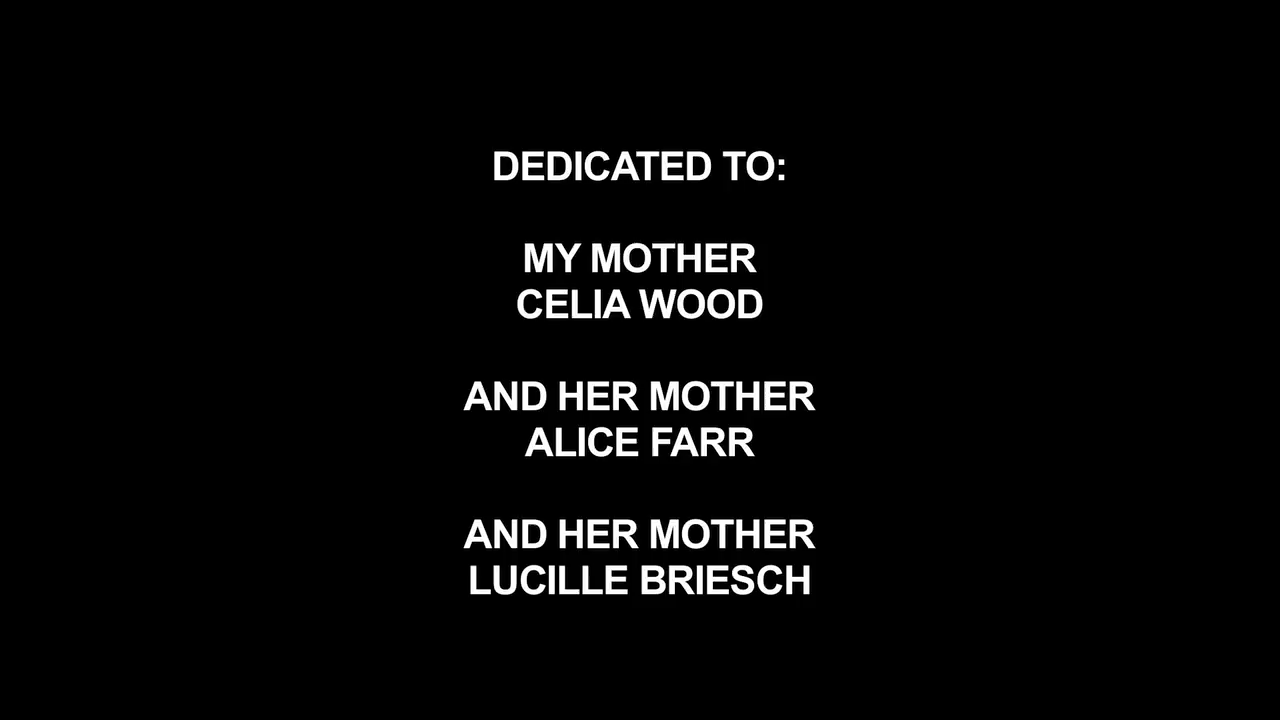 DEDICATED TO:
MY MOTHER
CELIA WOOD
AND HER MOTHER
ALICE FARR
AND HER MOTHER
LUCILLE BRIESCH